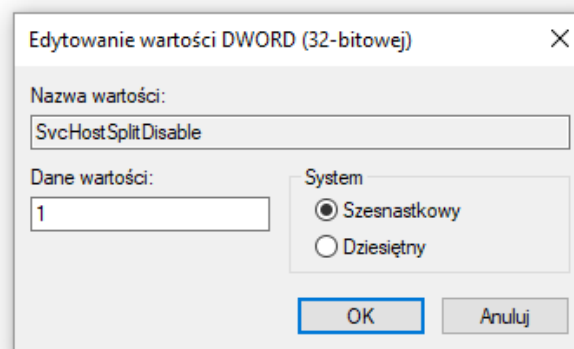 Edytowanie wartości DWORD (32-bitowej)
Nazwa wartości:
SvcHostSplitDisable
Dane wartości:
1
System
Szesnastkowy
Dziesiętny
OK
Anuluj